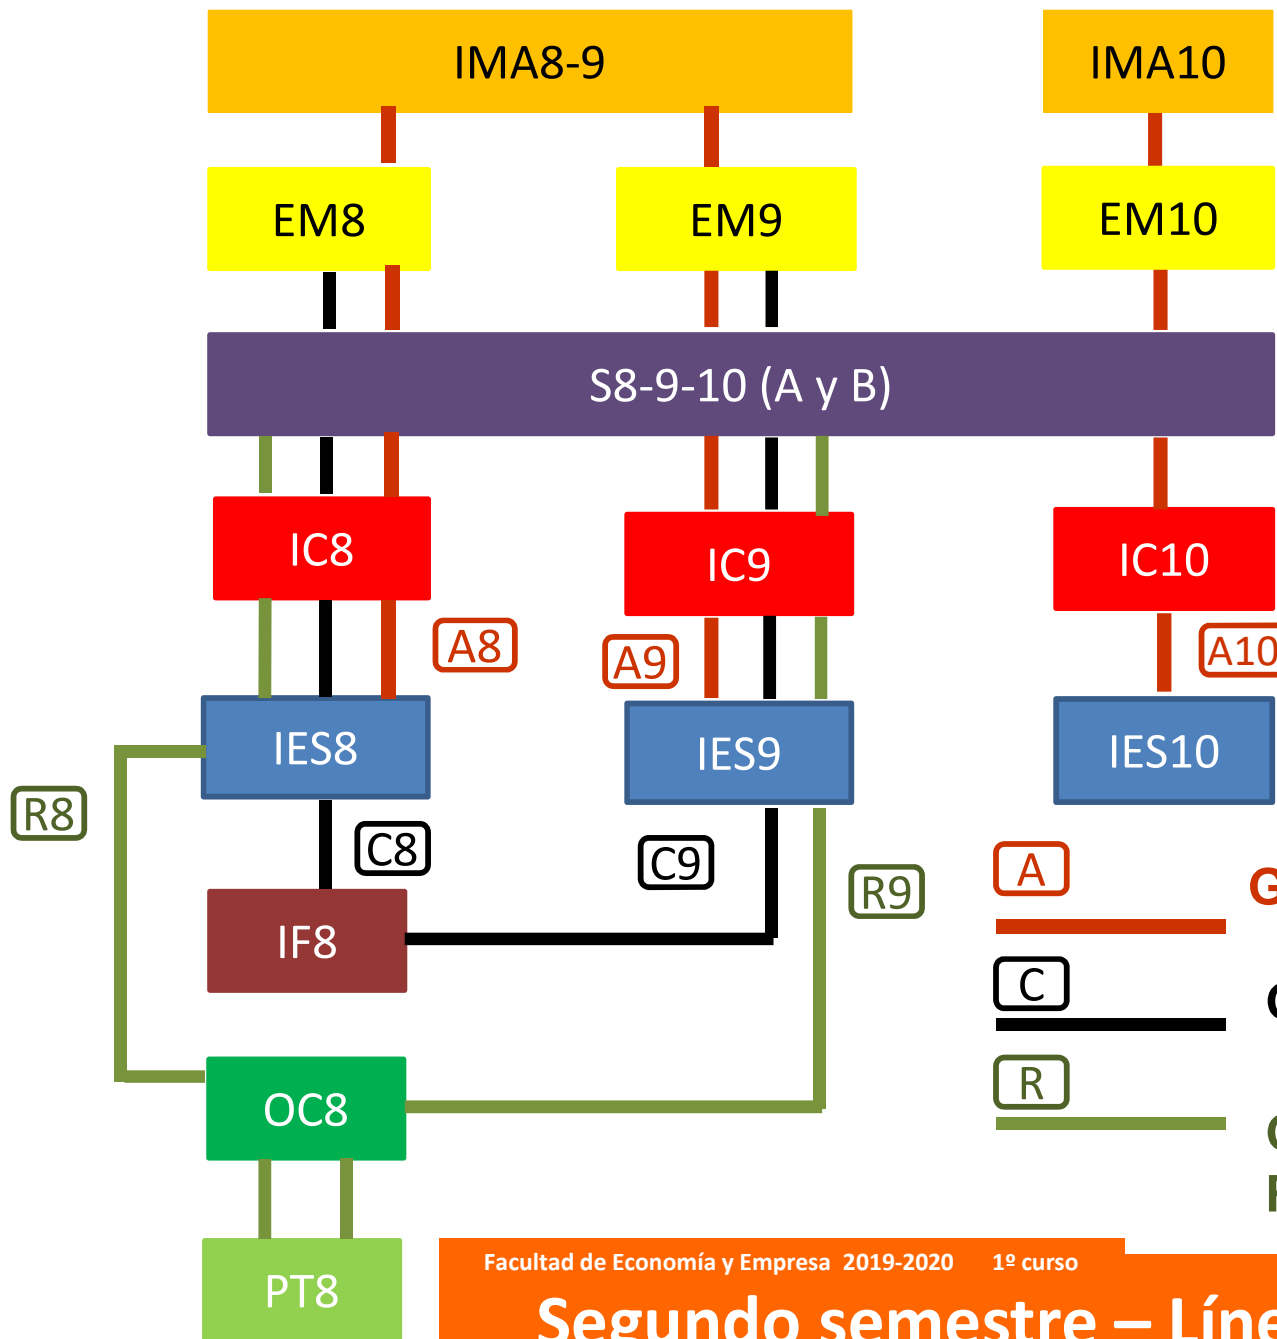 IMA8-9
IMA10
EM8
EM9
EM10
S8-9-10 (A y B)
IC8
IC9
IC10
A8
A9
A10
IES8
IES9
IES10
R8
C8
C9
R9
A
G
IF8
C
R
OC8
PT8
Facultad de Economía y Empresa 2019-2020 1º curso
Segundo semestre – Líne